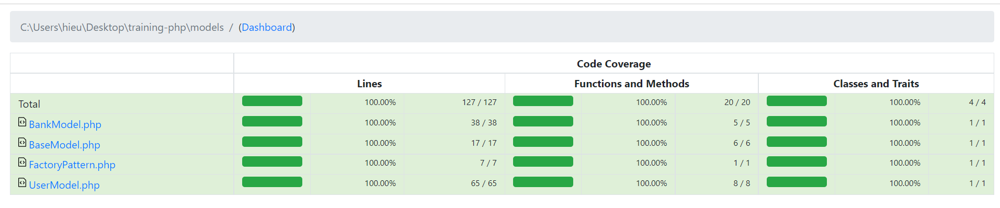 C:\Users\hieu\Desktop\training-php\models / (Dashboard)
Code Coverage
Lines Functions and Methods Classes and Traits
Total 100.00% 127 / 127 100.00% 20 / 20 100.00% 4 / 4
BankModel.php 100.00% 38 / 38 100.00% 5 / 5 100.00% 1 / 1
BaseModel.php 100.00% 17 / 17 100.00% 6 / 6 100.00% 1 / 1
FactoryPattern.php 100.00% 7 / 7 100.00% 1 / 1 100.00% 1 / 1
UserModel.php 100.00% 65 / 65 100.00% 8 / 8 100.00% 1 / 1